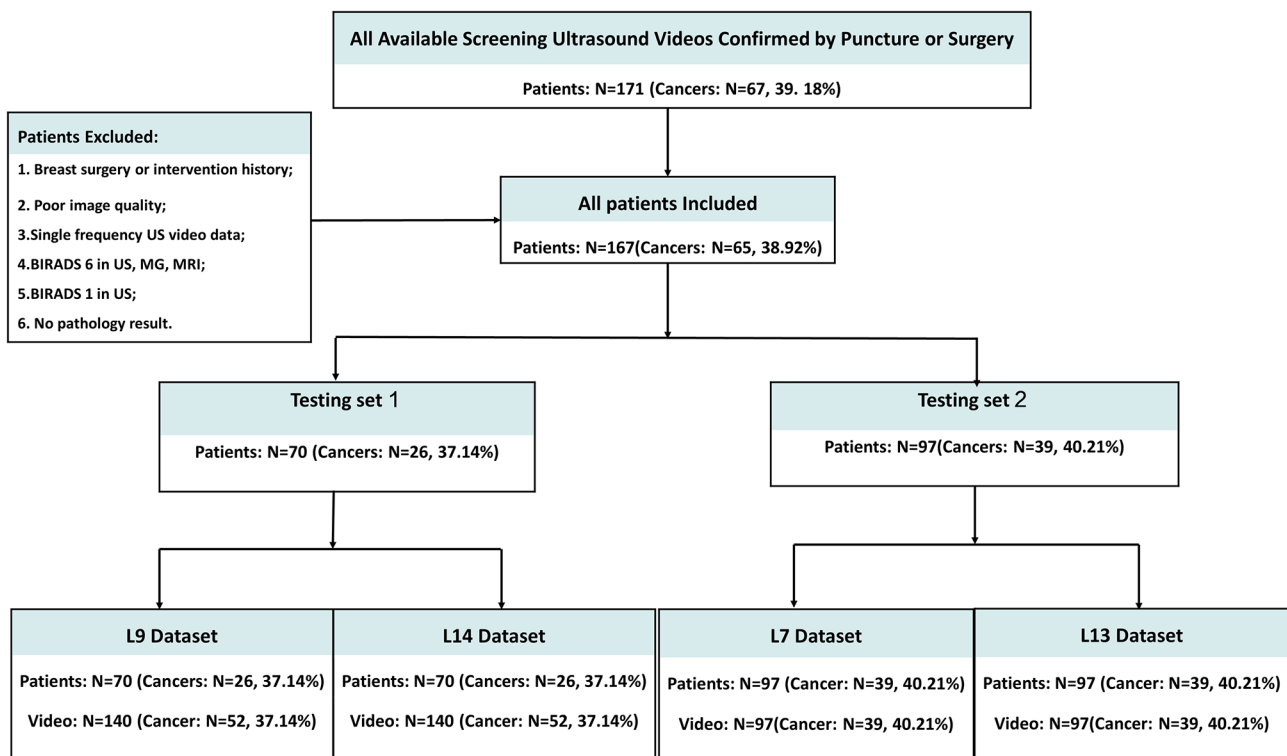 All Available Screening Ultrasound Videos Confirmed by Puncture or Surgery
Patients: N=171 (Cancers: N=67, 39. 18%)
Patients Excluded:
1. Breast surgery or intervention history;
2. Poor image quality;
3.Single frequency US video data;
4.BIRADS 6 in US, MG, MRI;
5.BIRADS 1 in US;
6. No pathology result.
All patients Included
Patients: N=167(Cancers: N=65, 38.92%)
Testing set 1
Patients: N=70 (Cancers: N=26, 37.14%)
Testing set 2
Patients: N=97(Cancers: N=39, 40.21%)
L9 Dataset
Patients: N=70 (Cancers: N=26, 37.14%)
Video: N=140 (Cancer: N=52, 37.14%)
L14 Dataset
Patients: N=70 (Cancers: N=26, 37.14%)
Video: N=140 (Cancer: N=52, 37.14%)
L7 Dataset
Patients: N=97 (Cancer: N=39, 40.21%)
Video: N=97(Cancer: N=39, 40.21%)
L13 Dataset
Patients: N=97 (Cancer: N=39, 40.21%)
Video: N=97(Cancer: N=39, 40.21%)